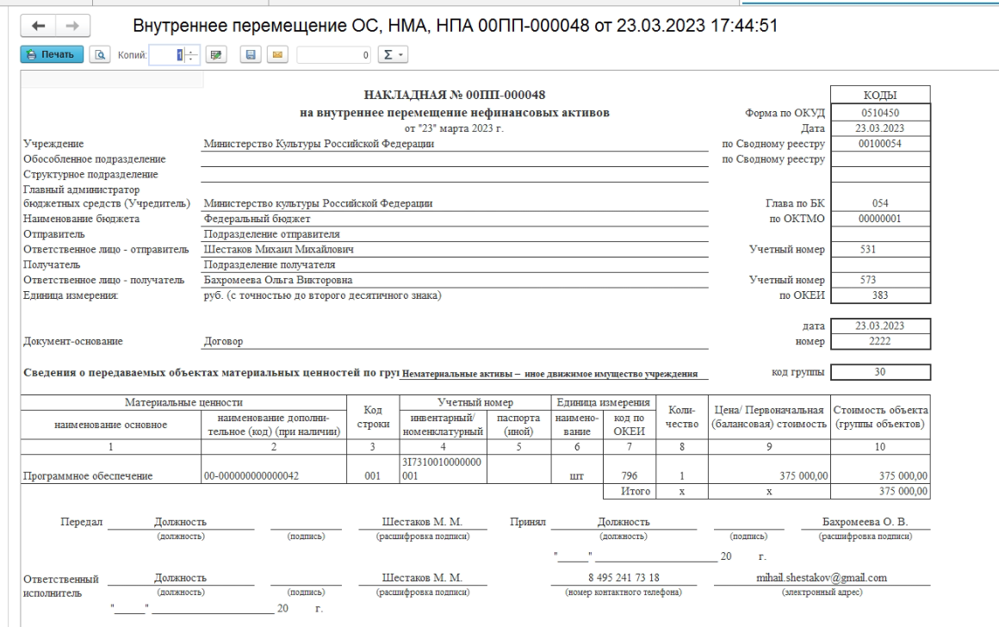 Внутреннее перемещение ОС, НМА, НПА 00ПП-000048 от 23.03.2023 17:44:51
Печать Копий: 1 0 Σ
НАКЛАДНАЯ № 00ПП-000048 КОДЫ
на внутреннее перемещение нефинансовых активов Форма по ОКУД 0510450
от "23" марта 2023 г. Дата 23.03.2023
Учреждение Министерство Культуры Российской Федерации по Сводному реестру 00100054
Обособленное подразделение по Сводному реестру
Структурное подразделение
Главный администратор
бюджетных средств (Учредитель) Министерство культуры Российской Федерации Глава по БК 054
Наименование бюджета Федеральный бюджет по ОКТМО 00000001
Отправитель Подразделение отправителя
Ответственное лицо - отправитель Шестаков Михаил Михайлович Учетный номер 531
Получатель Подразделение получателя
Ответственное лицо - получатель Бахромеева Ольга Викторовна Учетный номер 573
Единица измерения: руб. (с точностью до второго десятичного знака) по ОКЕИ 383
дата 23.03.2023
Документ-основание Договор номер 2222
Сведения о передаваемых объектах материальных ценностей по груп Нематериальные активы – иное движимое имущество учреждения код группы 30
Материальные ценности Код строки Учетный номер Единица измерения Коли-чество Цена/ Первоначальная (балансовая) стоимость Стоимость объекта (группы объектов)
наименование основное наименование дополни-тельное (код) (при наличии) инвентарный/ номенклатурный паспорта (иной) наимено-вание код по ОКЕИ
1 2 3 4 5 6 7 8 9 10
Программное обеспечение 00-000000000000042 001 3I7310010000000 001 шт 796 1 375 000,00 375 000,00
Итого х х 375 000,00
Передал Должность Шестаков М. М. Принял Должность Бахромеева О. В.
(должность) (подпись) (расшифровка подписи) (должность) (подпись) (расшифровка подписи)
"_____" ____________________ 20 г.
Ответственный исполнитель Должность Шестаков М. М. 8 495 241 73 18 mihail.shestakov@gmail.com
(должность) (подпись) (расшифровка подписи) (номер контактного телефона) (электронный адрес)
"_____" ____________________ 20 г.